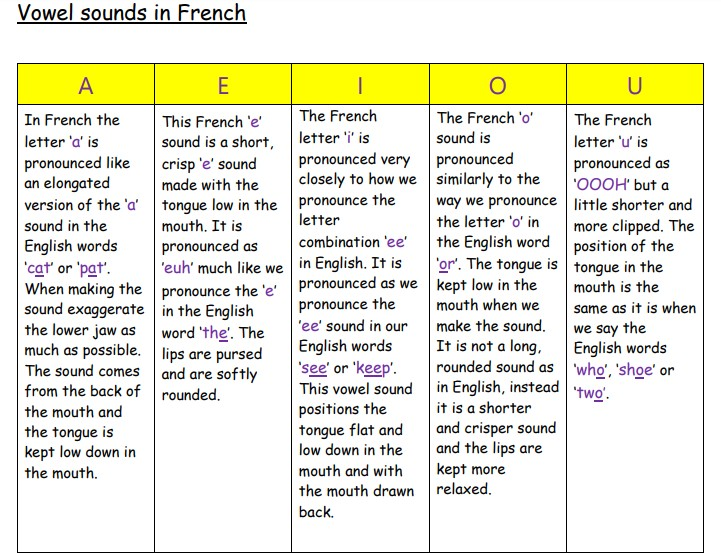 Vowel sounds in French
A
In French the
letter ‘a’ is
pronounced like
an elongated
version of the ‘a’
sound in the
English words
‘cat’ or ‘pat’.
When making the
sound exaggerate
the lower jaw as
much as possible.
The sound comes
from the back of
the mouth and
the tongue is
kept low down in
the mouth.
E
This French ‘e’
sound is a short,
crisp ‘e’ sound
made with the
tongue low in the
mouth. It is
pronounced as
’euh’ much like we
pronounce the ‘e’
in the English
word ‘the’. The
lips are pursed
and are softly
rounded.
I
The French
letter ‘i’ is
pronounced very
closely to how we
pronounce the
letter
combination ‘ee’
in English. It is
pronounced as we
pronounce the
‘ee’ sound in our
English words
‘see’ or ‘keep’.
This vowel sound
positions the
tongue flat and
low down in the
mouth and with
the mouth drawn
back.
O
The French ‘o’
sound is
pronounced
similarly to the
way we pronounce
the letter ‘o’ in
the English word
‘or’. The tongue is
kept low in the
mouth when we
make the sound.
It is not a long,
rounded sound as
in English, instead
it is a shorter
and crisper sound
and the lips are
kept more
relaxed.
U
The French
letter ‘u’ is
pronounced as
‘OOOH’ but a
little shorter and
more clipped. The
position of the
tongue in the
mouth is the
same as it is when
we say the
English words
‘who’, ‘shoe’ or
‘two’.